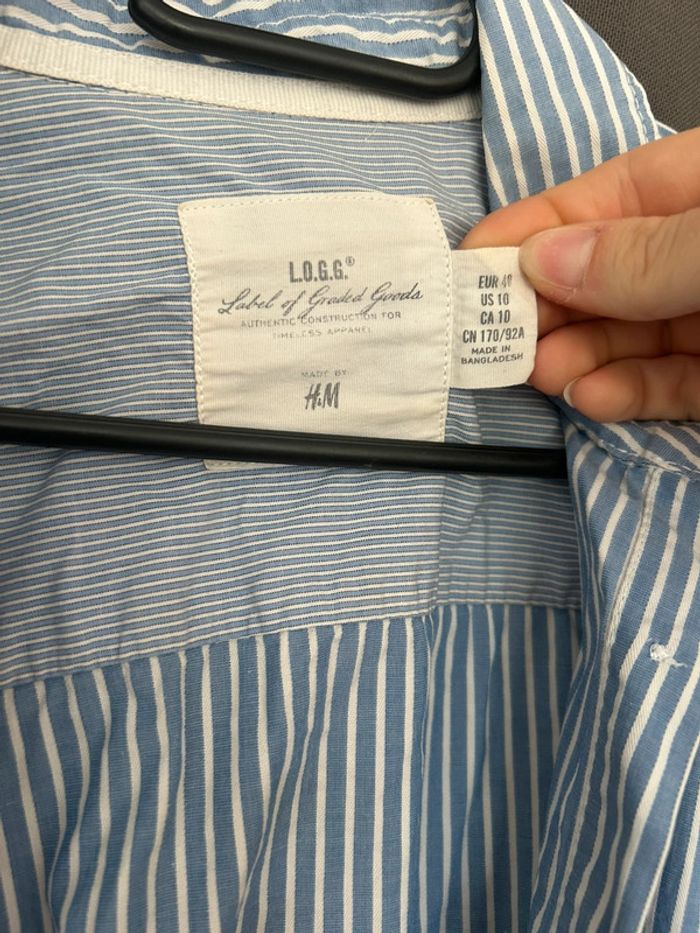 L.O.G.G.®
Label of Graded Goods
AUTHENTIC CONSTRUCTION FOR
TIMELESS APPAREL
MADE BY
H&M
EUR 40
US 10
CA 10
CN 170/92A
MADE IN
BANGLADESH